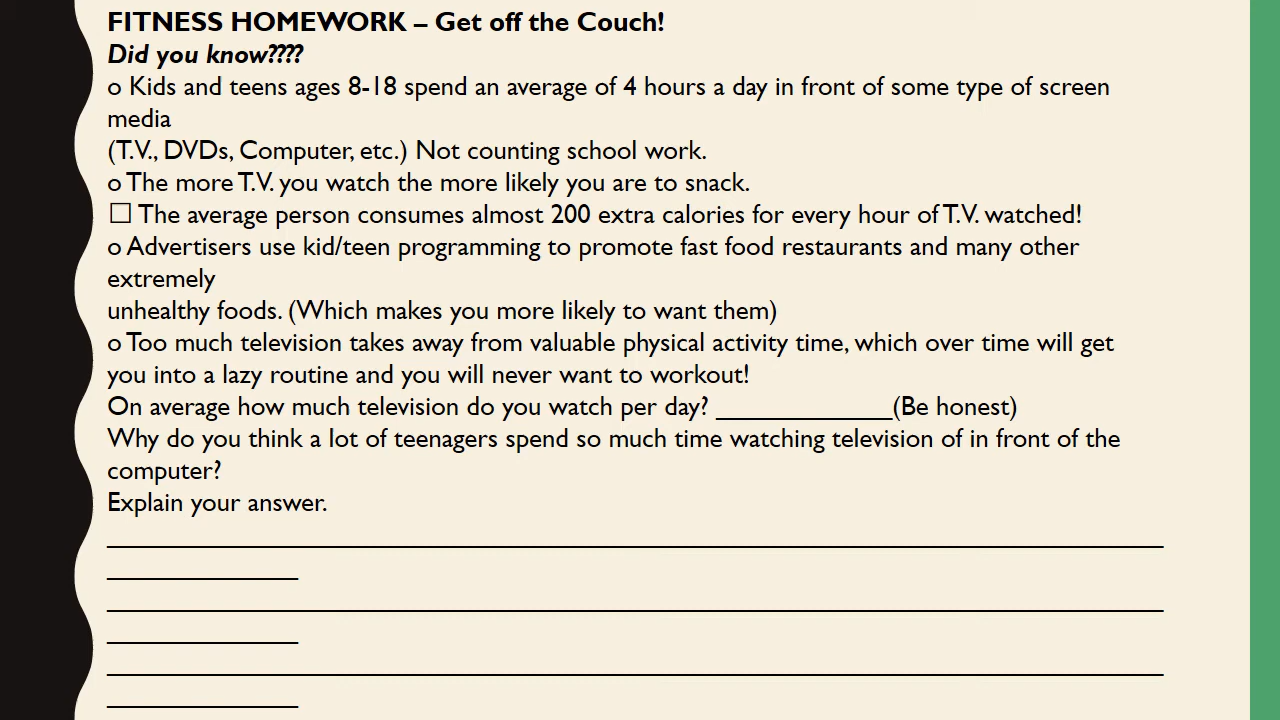 FITNESS HOMEWORK – Get off the Couch!
Did you know????
o Kids and teens ages 8-18 spend an average of 4 hours a day in front of some type of screen
media
(T.V., DVDs, Computer, etc.) Not counting school work.
o The more T.V. you watch the more likely you are to snack.
☐ The average person consumes almost 200 extra calories for every hour of T.V. watched!
o Advertisers use kid/teen programming to promote fast food restaurants and many other
extremely
unhealthy foods. (Which makes you more likely to want them)
o Too much television takes away from valuable physical activity time, which over time will get
you into a lazy routine and you will never want to workout!
On average how much television do you watch per day? _____________(Be honest)
Why do you think a lot of teenagers spend so much time watching television of in front of the
computer?
Explain your answer.